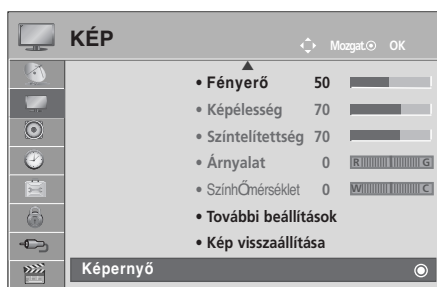 KÉP
Mozgat. OK
• Fényerő 50
• Képélesség 70
• Színtelítettség 70
• Árnyalat 0 R G
• SzínhŐmérséklet 0 W C
• További beállítások
• Kép visszaállítása
Képernyő